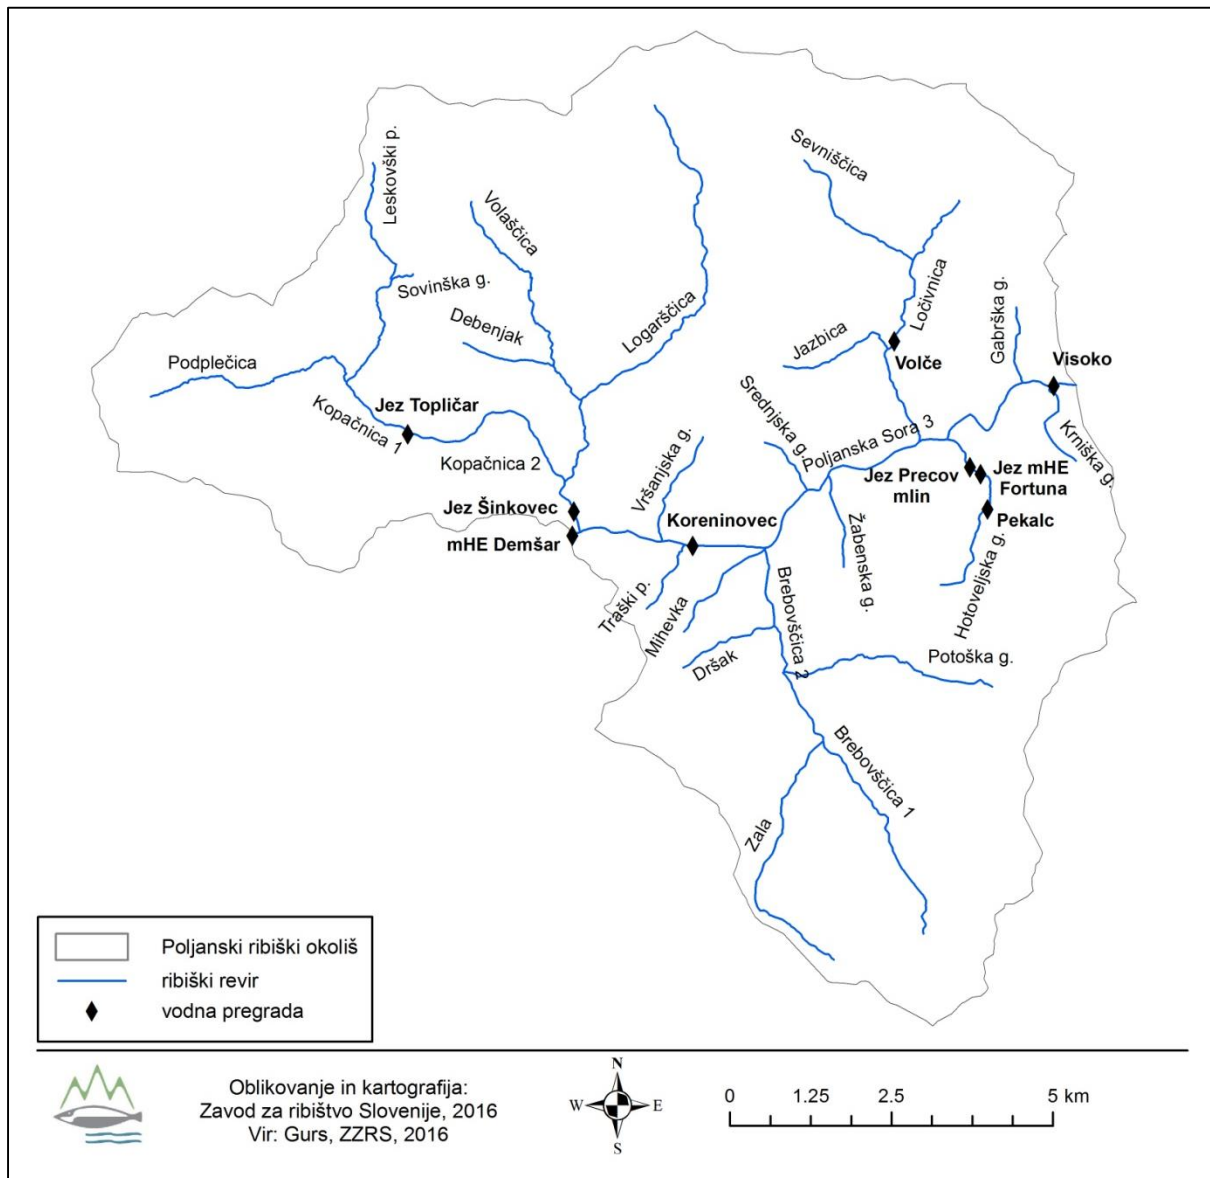 Leskovški p.
Sevniščica
Volaščica
Sovinška g.
Debenjak
Logarščica
Ločivnica
Gabrška g.
Jazbica
Volče
Visoko
Podplečica
Kopačnica 1
Jez Topličar
Srednjska g.
Poljanska Sora 3
Krniška g.
Kopačnica 2
Vršanjska g.
Jez Precov
mlin
Jez mHE
Fortuna
Jez Šinkovec
Koreninovec
Pekalc
mHE Demšar
Žabenska g.
Hotoveljska g.
Traški p.
Mihevka
Brebovščica 2
Dršak
Potoška g.
Brebovščica 1
Zala
Poljanski ribiški okoliš
ribiški revir
vodna pregrada
Oblikovanje in kartografija:
Zavod za ribištvo Slovenije, 2016
Vir: Gurs, ZZRS, 2016
N
W E
S
0 1.25 2.5 5 km